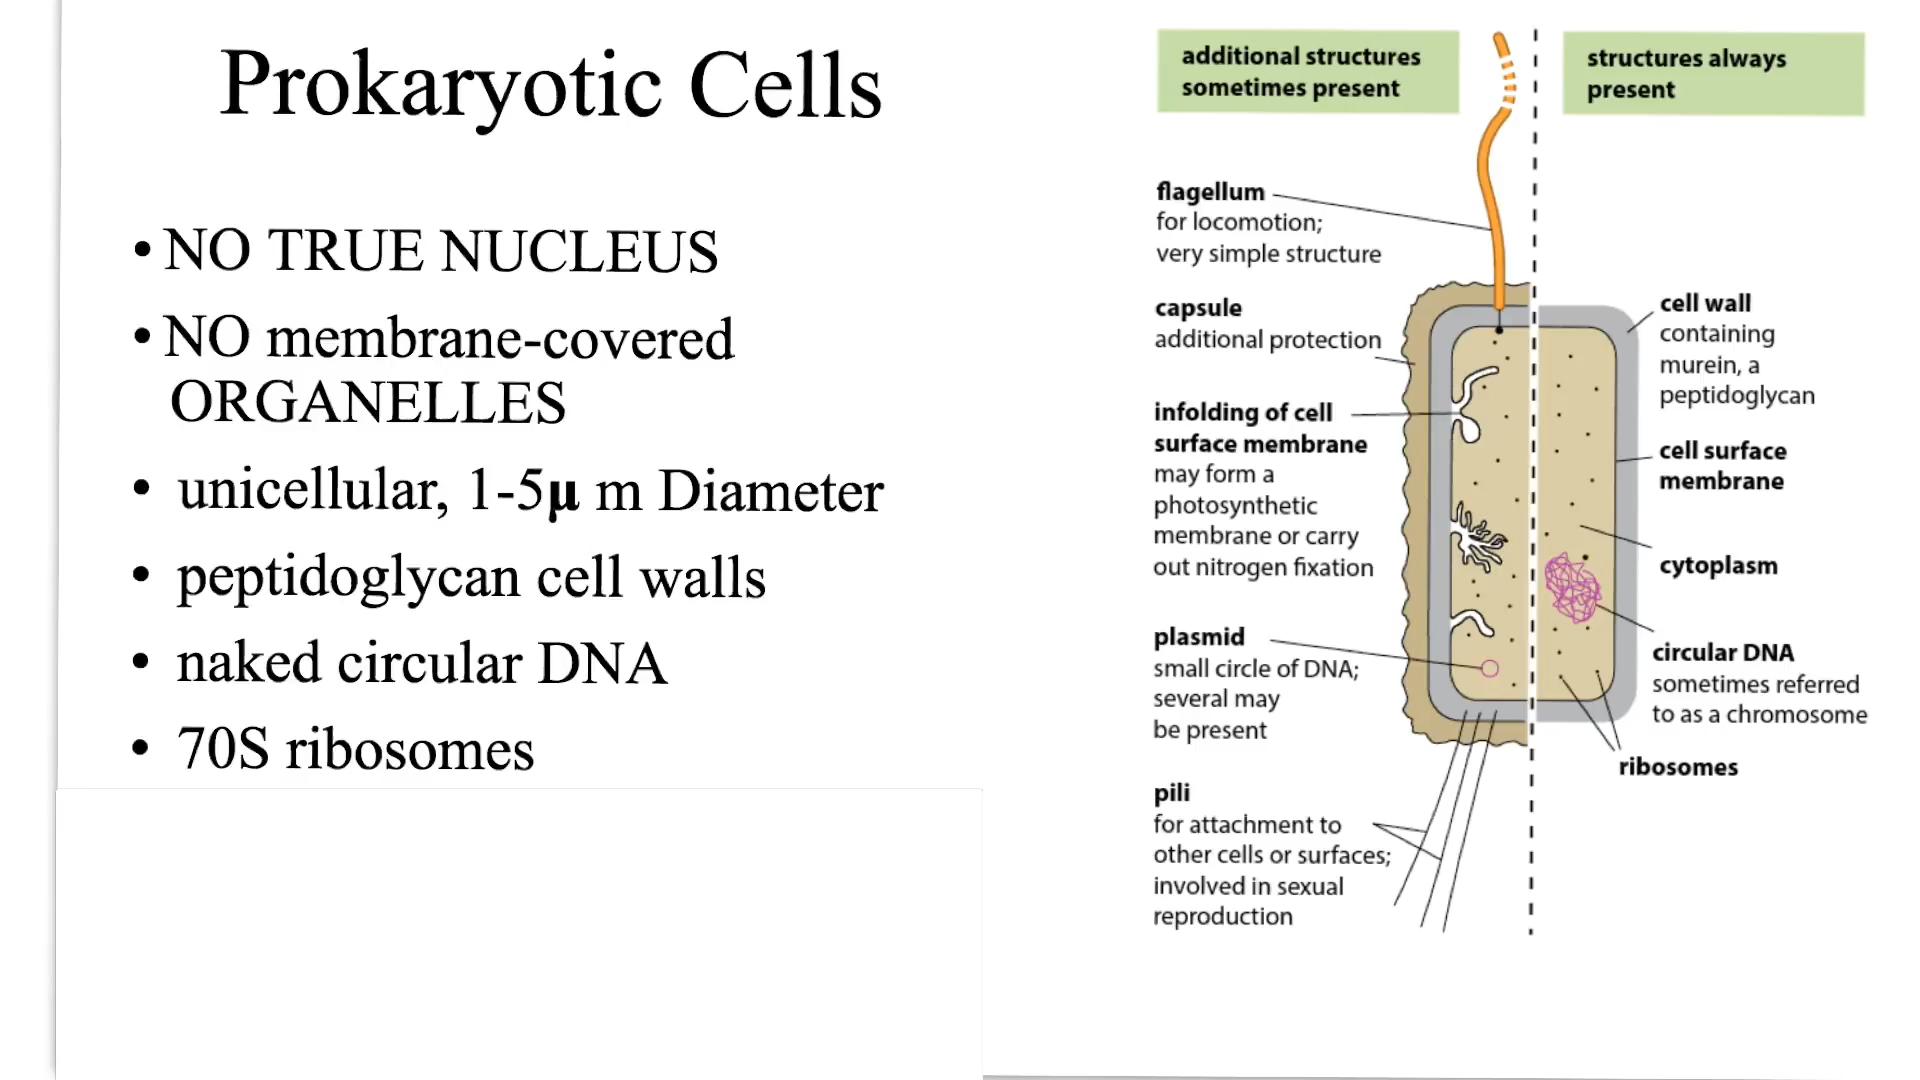 Prokaryotic Cells
• NO TRUE NUCLEUS
• NO membrane-covered
ORGANELLES
• unicellular, 1-5μ m Diameter
• peptidoglycan cell walls
• naked circular DNA
• 70S ribosomes
additional structures
sometimes present
flagellum
for locomotion;
very simple structure
capsule
additional protection
infolding of cell
surface membrane
may form a
photosynthetic
membrane or carry
out nitrogen fixation
plasmid
small circle of DNA;
several may
be present
pili
for attachment to
other cells or surfaces;
involved in sexual
reproduction
structures always
present
cell wall
containing
murein, a
peptidoglycan
cell surface
membrane
cytoplasm
circular DNA
sometimes referred
to as a chromosome
ribosomes